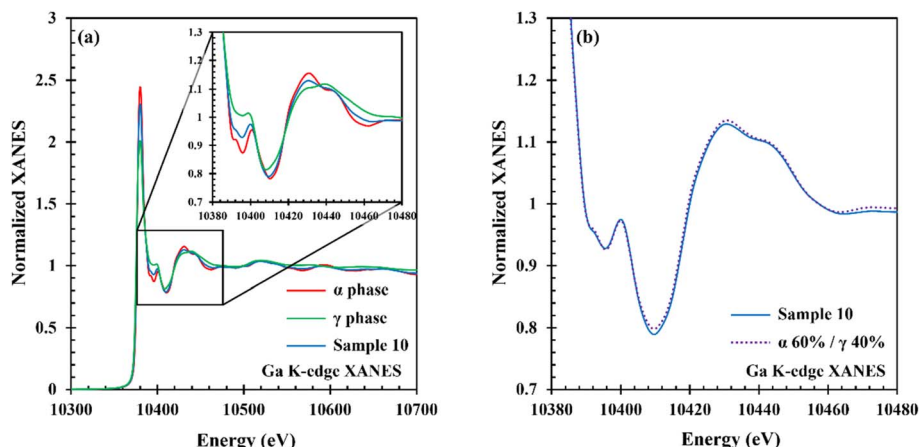 (a)
3
2.5
2
1.5
1
0.5
0
Normalized XANES
1.3
1.2
1.1
1
0.9
0.8
0.7
10380 10400 10420 10440 10460 10480
α phase
γ phase
Sample 10
Ga K-edge XANES
10300 10400 10500 10600 10700
Energy (eV)
(b)
1.3
1.2
1.1
1
0.9
0.8
0.7
Normalized XANES
Sample 10
α 60% / γ 40%
Ga K-edge XANES
10380 10400 10420 10440 10460 10480
Energy (eV)